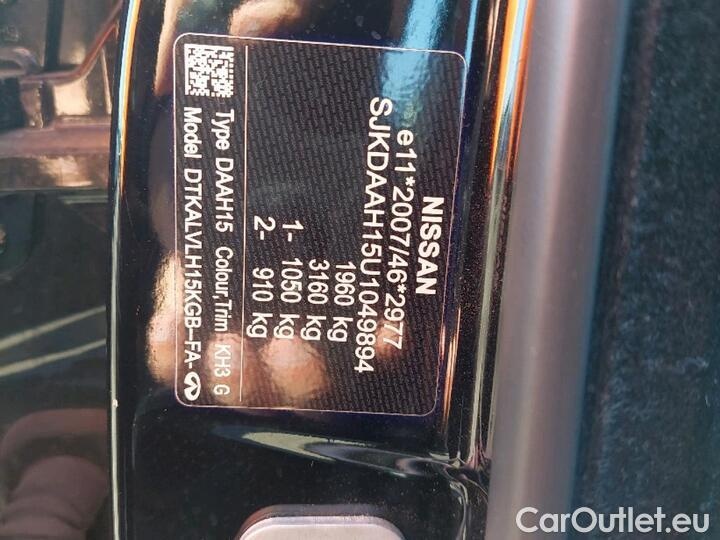 NISSAN
e11*2007/46*2977
SJKDAAH15U1049894
1960 kg
3160 kg
1- 1050 kg
2- 910 kg
Type DAAH15 Colour,Trim KH3 G
Model DTKALVLH15KGB-FA-
CarOutlet.eu